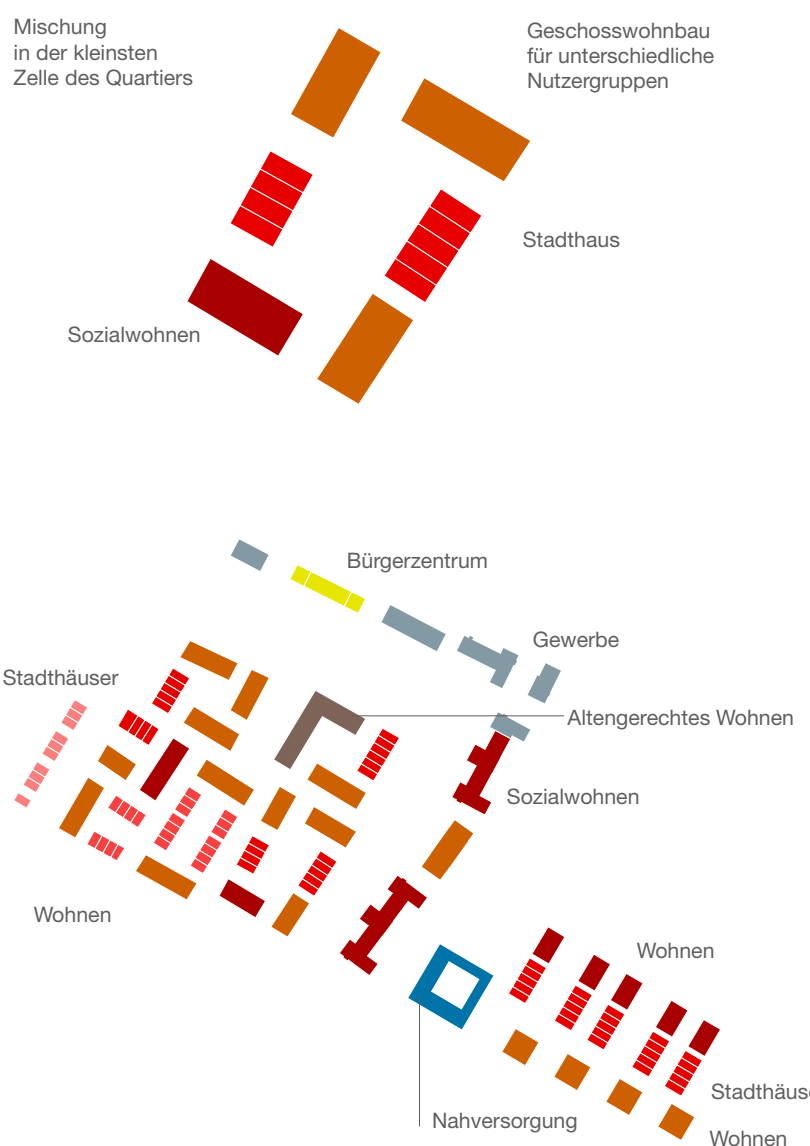 Mischung
in der kleinsten
Zelle des Quartiers
Geschosswohnbau
für unterschiedliche
Nutzergruppen
Stadthaus
Sozialwohnen
Bürgerzentrum
Gewerbe
Stadthäuser
Altengerechtes Wohnen
Sozialwohnen
Wohnen
Wohnen
Stadthäuse
Nahversorgung
Wohnen